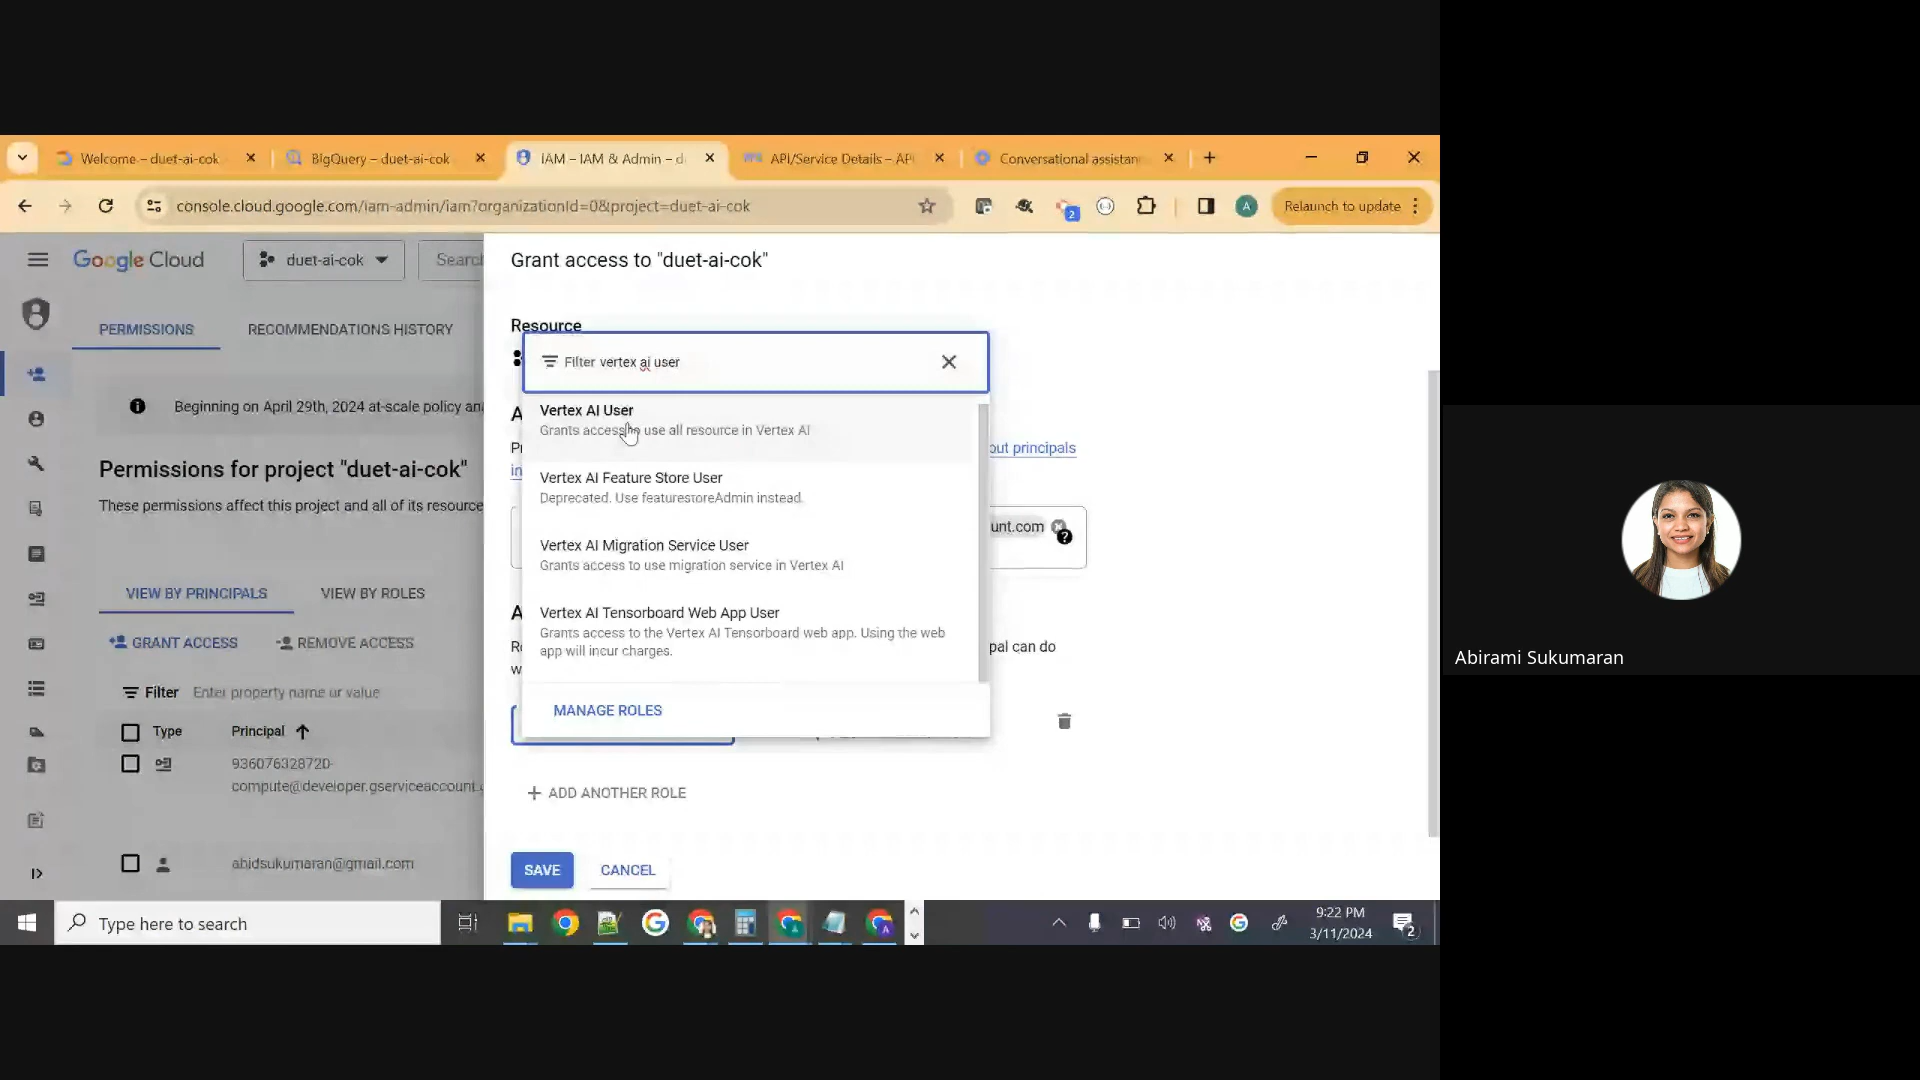 Welcome – duet-ai-cok
BigQuery – duet-ai-cok
IAM – IAM & Admin – d
API/Service Details – API
Conversational assistan
console.cloud.google.com/iam-admin/iam?organizationId=0&project=duet-ai-cok
2
A
Relaunch to update
Google Cloud
duet-ai-cok
Search
PERMISSIONS
RECOMMENDATIONS HISTORY
Beginning on April 29th, 2024 at-scale policy an
Permissions for project "duet-ai-cok"
These permissions affect this project and all of its resource
VIEW BY PRINCIPALS
VIEW BY ROLES
GRANT ACCESS
REMOVE ACCESS
Filter
Enter property name or value
Type
Principal
936076328720-
compute@developer.gserviceaccount.
abidsukumaran@gmail.com
Grant access to "duet-ai-cok"
Resource
Filter vertex ai user
Vertex AI User
Grants access to use all resource in Vertex AI
Vertex AI Feature Store User
Deprecated. Use featurestoreAdmin instead.
Vertex AI Migration Service User
Grants access to use migration service in Vertex AI
Vertex AI Tensorboard Web App User
Grants access to the Vertex AI Tensorboard web app. Using the web
app will incur charges.
MANAGE ROLES
A
P
out principals
in
unt.com
A
R
pal can do
w
ADD ANOTHER ROLE
SAVE
CANCEL
Type here to search
9:22 PM
3/11/2024
2
Abirami Sukumaran